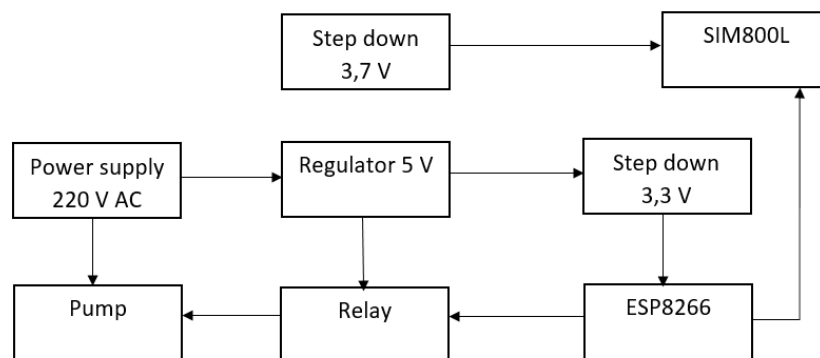 Step down
3,7 V
SIM800L
Power supply
220 V AC
Regulator 5 V
Step down
3,3 V
Pump
Relay
ESP8266